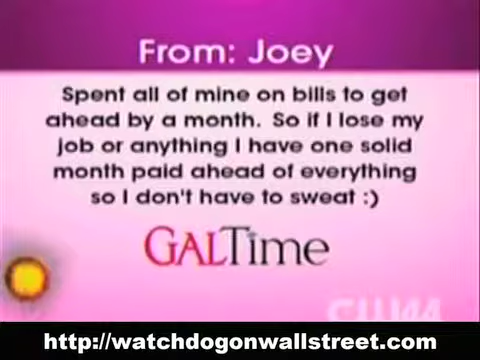 From: Joey
Spent all of mine on bills to get
ahead by a month. So if I lose my
job or anything I have one solid
month paid ahead of everything
so I don't have to sweat :)
GALTime
http://watchdogonwallstreet.com